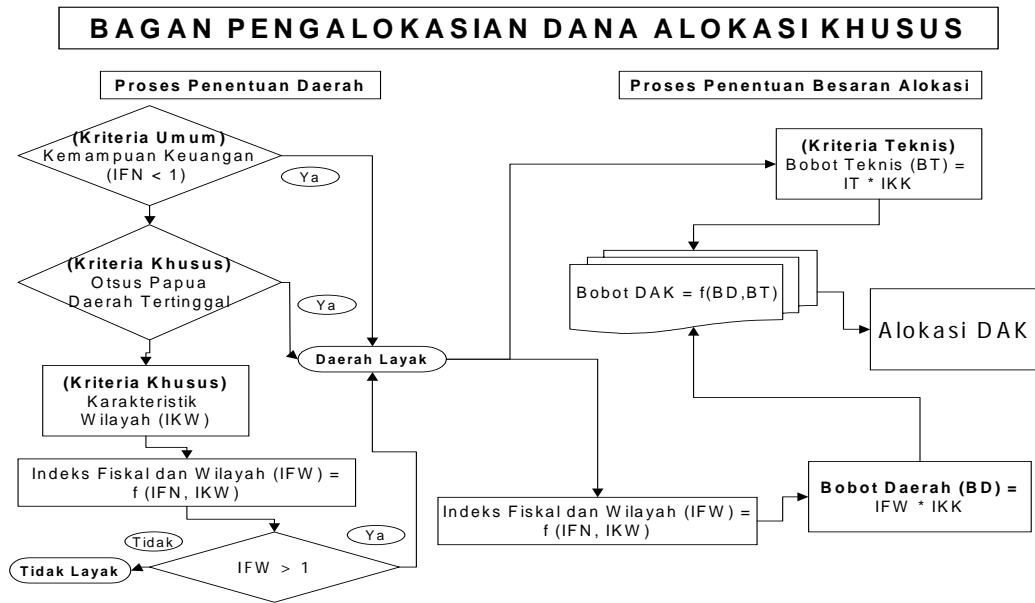 BAGAN PENGALOKASIAN DANA ALOKASI KHUSUS
Proses Penentuan Daerah
(Kriteria Umum)
Kemampuan Keuangan
(IFN < 1)
Ya
(Kriteria Khusus)
Otsus Papua
Daerah Tertinggal
Ya
Daerah Layak
(Kriteria Khusus)
Karakteristik
Wilayah (IKW)
Indeks Fiskal dan Wilayah (IFW) =
f (IFN, IKW)
Tidak
Ya
IFW > 1
Tidak Layak
Proses Penentuan Besaran Alokasi
(Kriteria Teknis)
Bobot Teknis (BT) =
IT * IKK
Bobot DAK = f(BD,BT)
Alokasi DAK
Bobot Daerah (BD) =
IFW * IKK
Indeks Fiskal dan Wilayah (IFW) =
f (IFN, IKW)